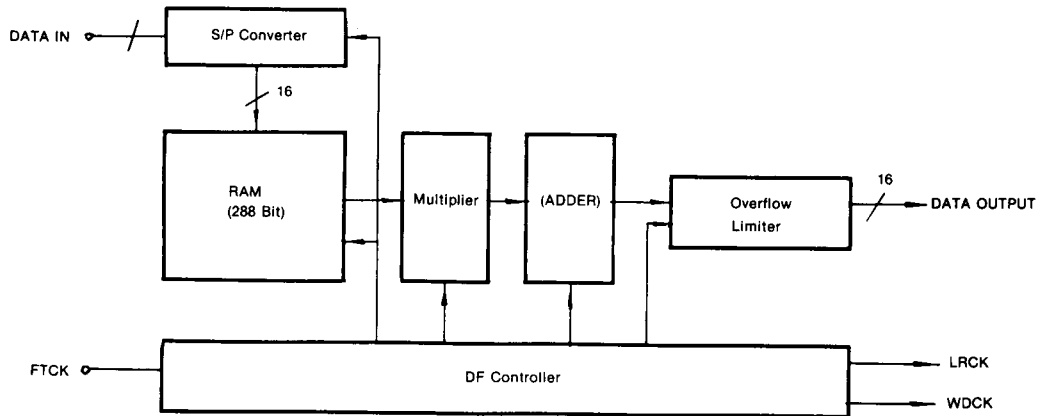 S/P Converter
DATA IN
16
RAM
(288 Bit)
Multiplier
(ADDER)
Overflow
Limiter
16
DATA OUTPUT
FTCK
DF Controller
LRCK
WDCK